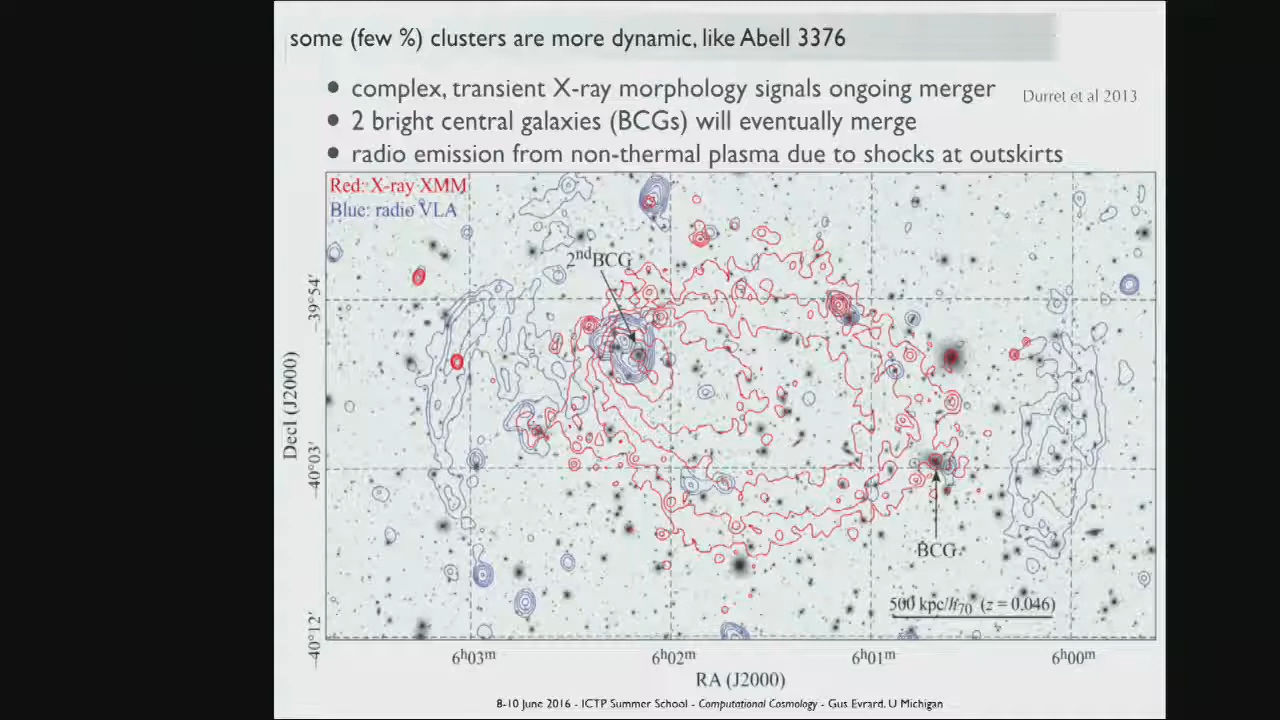 some (few %) clusters are more dynamic, like Abell 3376
• complex, transient X-ray morphology signals ongoing merger
Durret et al 2013
• 2 bright central galaxies (BCGs) will eventually merge
• radio emission from non-thermal plasma due to shocks at outskirts
Red: X-ray XMM
Blue: radio VLA
2ndBCG
BCG
500 kpc/h70 (z = 0.046)
Decl (J2000)
−39°54′
−40°03′
−40°12′
6h03m
6h02m
6h01m
6h00m
RA (J2000)
8-10 June 2016 - ICTP Summer School - Computational Cosmology - Gus Evrard, U Michigan